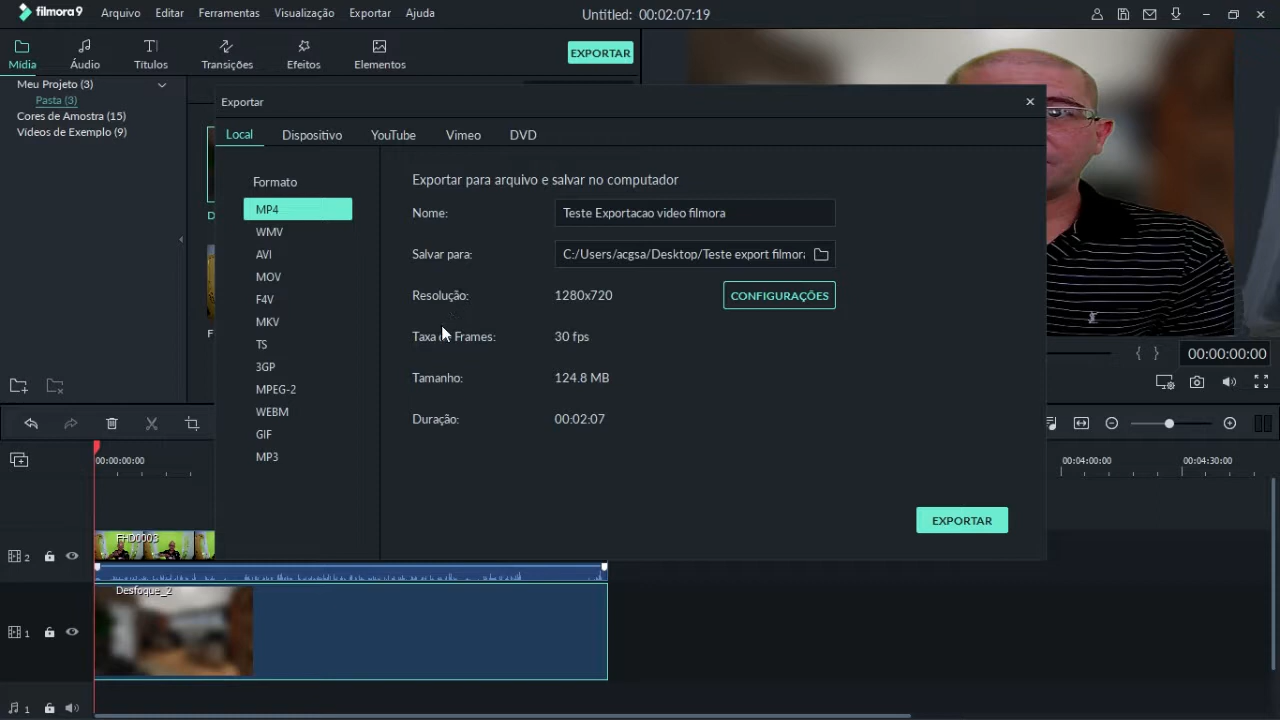 filmora9
Arquivo
Editar
Ferramentas
Visualização
Exportar
Ajuda
Untitled: 00:02:07:19
Mídia
Áudio
Títulos
Transições
Efeitos
Elementos
EXPORTAR
Meu Projeto (3)
Pasta (3)
Cores de Amostra (15)
Vídeos de Exemplo (9)
D
F
Exportar
Local
Dispositivo
YouTube
Vimeo
DVD
Formato
MP4
WMV
AVI
MOV
F4V
MKV
TS
3GP
MPEG-2
WEBM
GIF
MP3
Exportar para arquivo e salvar no computador
Nome:
Teste Exportacao video filmora
Salvar para:
C:/Users/acgsa/Desktop/Teste export filmora
Resolução:
1280x720
CONFIGURAÇÕES
Taxa de Frames:
30 fps
Tamanho:
124.8 MB
Duração:
00:02:07
EXPORTAR
00:00:00:00
00:00:00:00
00:04:00:00
00:04:30:00
2
FHD0003
1
Desfoque_2
1